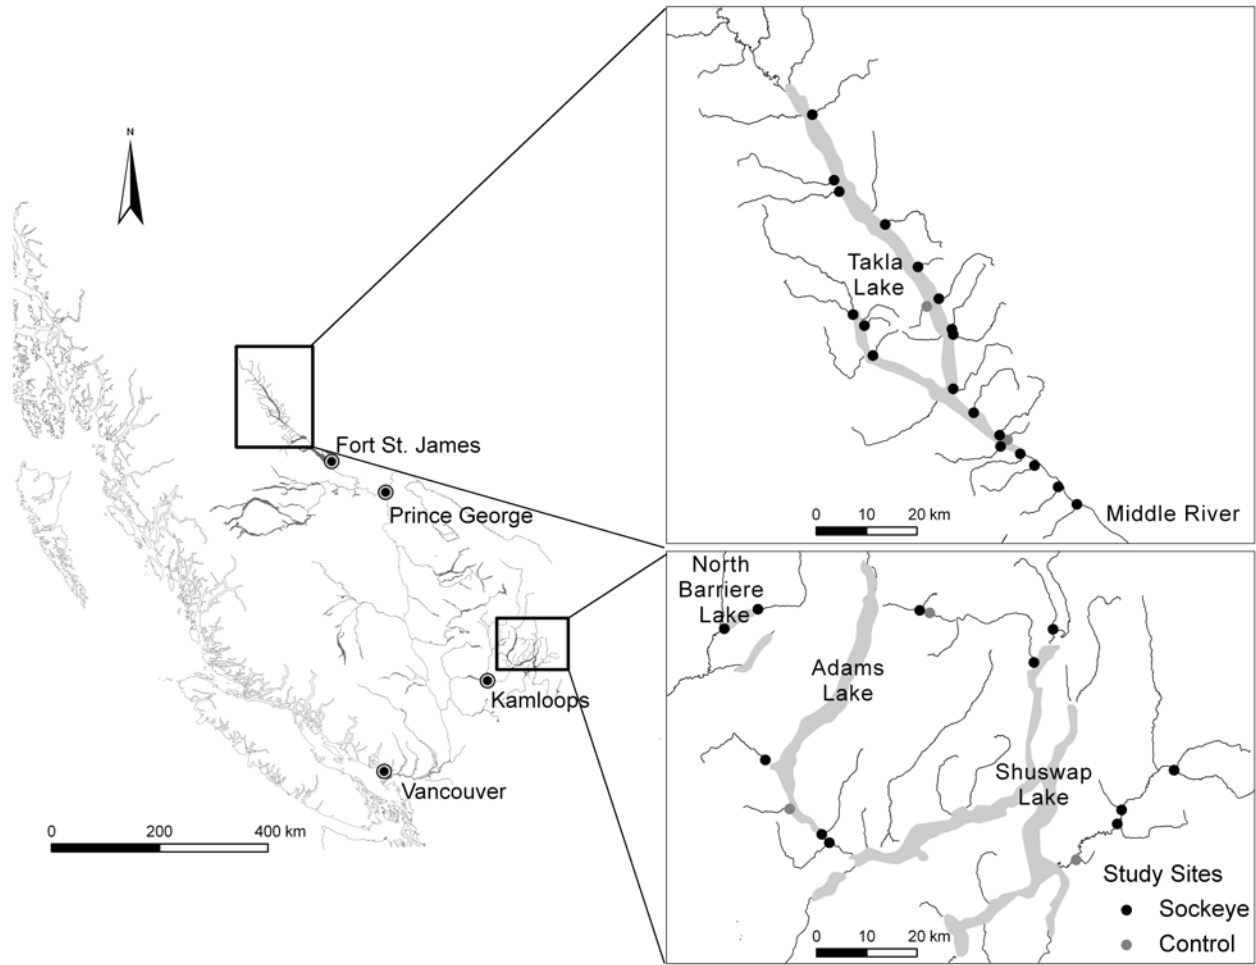 N
Fort St. James
Prince George
Kamloops
Vancouver
0 200 400 km
Takla
Lake
Middle River
0 10 20 km
North
Barriere
Lake
Adams
Lake
Shuswap
Lake
Study Sites
Sockeye
Control
0 10 20 km